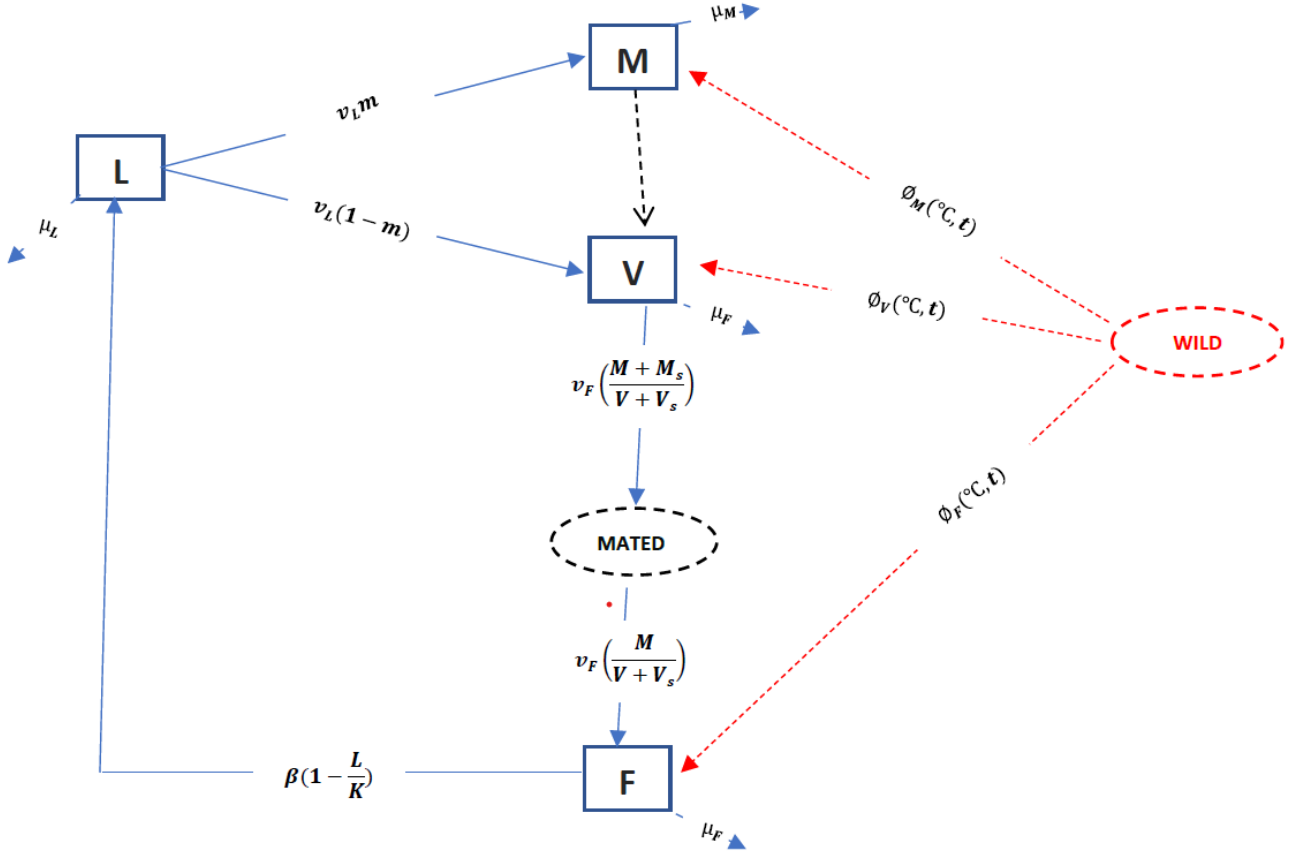 μ_M
M
v_L m
L
∅_M(℃, t)
μ_L
v_L(1 − m)
V
∅_V(℃, t)
μ_F
WILD
v_F((M + M_s)/(V + V_s))
∅_F(℃, t)
MATED
v_F(M/(V + V_s))
β(1 − L/K)
F
μ_F